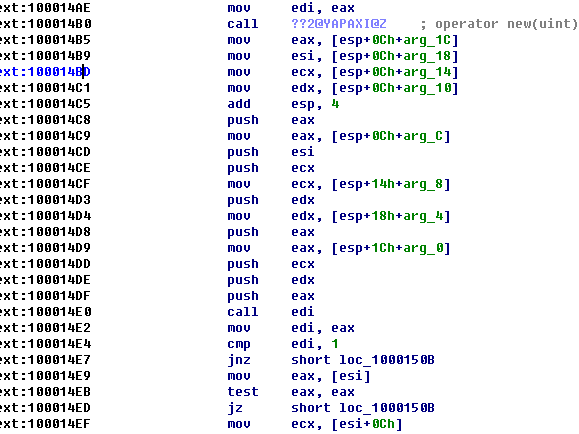 ext:100014AE mov edi, eax
ext:100014B0 call ??2@YAPAXI@Z ; operator new(uint)
ext:100014B5 mov eax, [esp+0Ch+arg_1C]
ext:100014B9 mov esi, [esp+0Ch+arg_18]
ext:100014BD mov ecx, [esp+0Ch+arg_14]
ext:100014C1 mov edx, [esp+0Ch+arg_10]
ext:100014C5 add esp, 4
ext:100014C8 push eax
ext:100014C9 mov eax, [esp+0Ch+arg_C]
ext:100014CD push esi
ext:100014CE push ecx
ext:100014CF mov ecx, [esp+14h+arg_8]
ext:100014D3 push edx
ext:100014D4 mov edx, [esp+18h+arg_4]
ext:100014D8 push eax
ext:100014D9 mov eax, [esp+1Ch+arg_0]
ext:100014DD push ecx
ext:100014DE push edx
ext:100014DF push eax
ext:100014E0 call edi
ext:100014E2 mov edi, eax
ext:100014E4 cmp edi, 1
ext:100014E7 jnz short loc_1000150B
ext:100014E9 mov eax, [esi]
ext:100014EB test eax, eax
ext:100014ED jz short loc_1000150B
ext:100014EF mov ecx, [esi+0Ch]